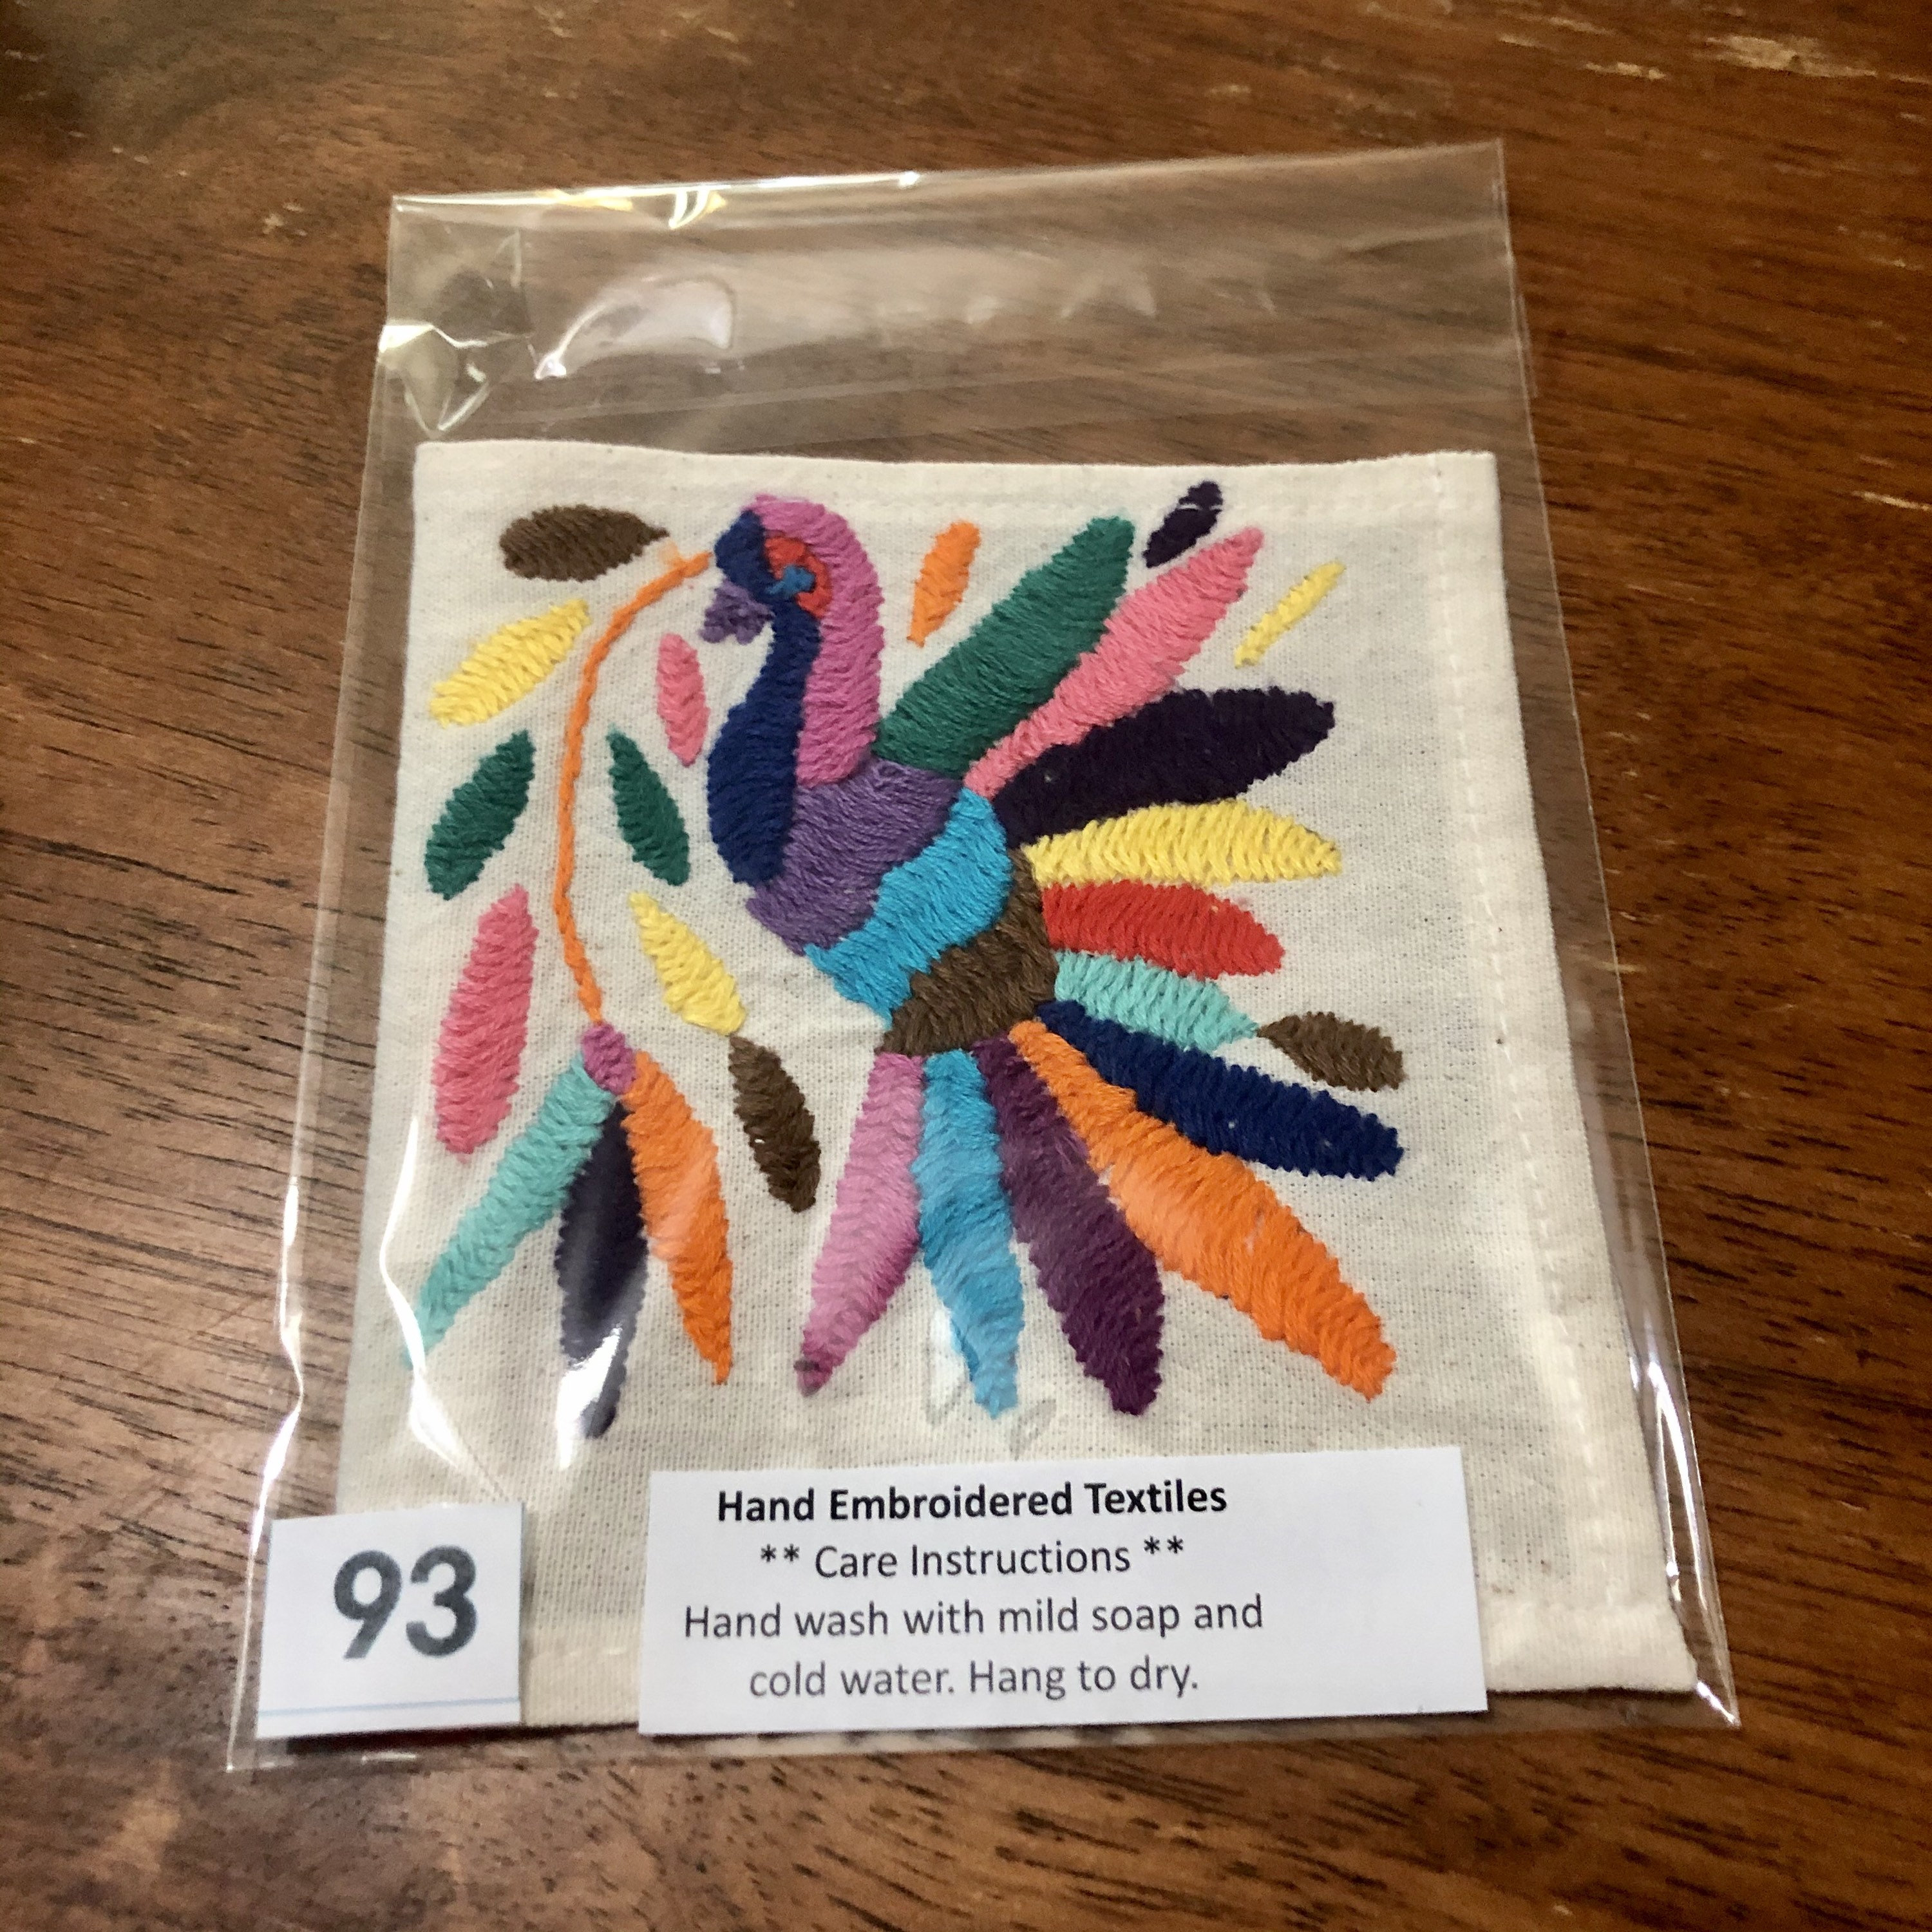 93
Hand Embroidered Textiles
** Care Instructions **
Hand wash with mild soap and
cold water. Hang to dry.